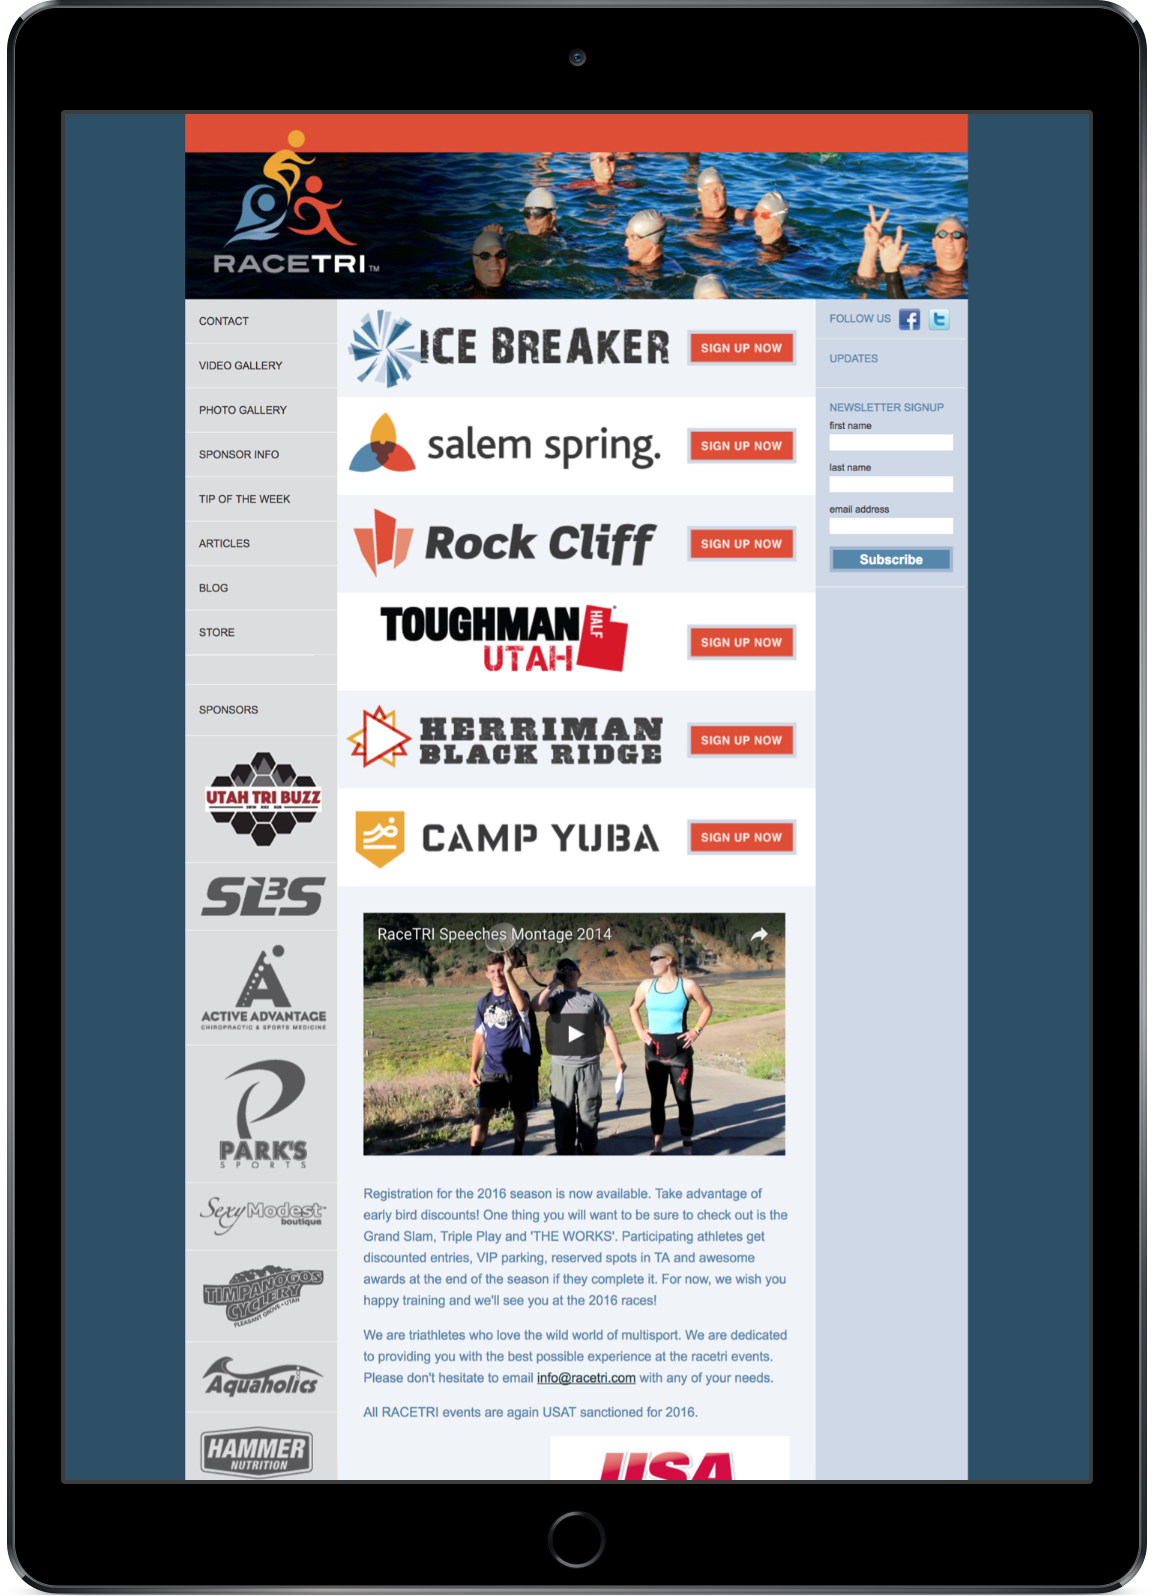 RACETRI™
CONTACT
VIDEO GALLERY
PHOTO GALLERY
SPONSOR INFO
TIP OF THE WEEK
ARTICLES
BLOG
STORE
SPONSORS
UTAH TRI BUZZ
SWIM BIKE RUN
SBS
ACTIVE ADVANTAGE
CHIROPRACTIC & SPORTS MEDICINE
PARK'S
SPORTS
Sexy Modest
boutique
TIMPANOGOS
CYCLERY
PLEASANT GROVE • UTAH
Aquaholics
HAMMER
NUTRITION
ICE BREAKER
SIGN UP NOW
salem spring.
SIGN UP NOW
Rock Cliff
SIGN UP NOW
TOUGHMAN
HALF
UTAH
SIGN UP NOW
HERRIMAN
BLACK RIDGE
SIGN UP NOW
CAMP YUBA
SIGN UP NOW
RaceTRI Speeches Montage 2014
Registration for the 2016 season is now available. Take advantage of
early bird discounts! One thing you will want to be sure to check out is the
Grand Slam, Triple Play and 'THE WORKS'. Participating athletes get
discounted entries, VIP parking, reserved spots in TA and awesome
awards at the end of the season if they complete it. For now, we wish you
happy training and we'll see you at the 2016 races!
We are triathletes who love the wild world of multisport. We are dedicated
to providing you with the best possible experience at the racetri events.
Please don't hesitate to email info@racetri.com with any of your needs.
All RACETRI events are again USAT sanctioned for 2016.
USA
FOLLOW US
UPDATES
NEWSLETTER SIGNUP
first name
last name
email address
Subscribe